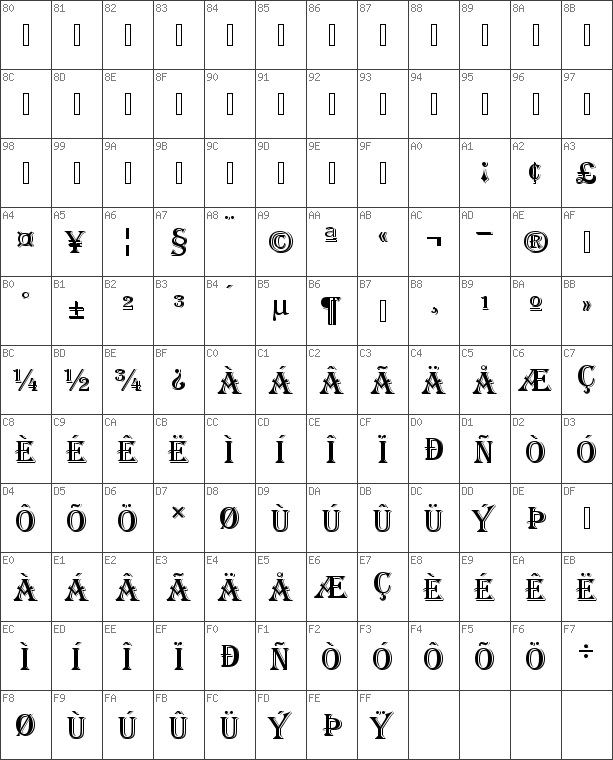 80 81 82 83 84 85 86 87 88 89 8A 8B
8C 8D 8E 8F 90 91 92 93 94 95 96 97
98 99 9A 9B 9C 9D 9E 9F A0 A1 A2 A3
¡ ¢ £
A4 A5 A6 A7 A8 A9 AA AB AC AD AE AF
¤ ¥ ¦ § ¨ © ª « ¬ ­— ®
B0 B1 B2 B3 B4 B5 B6 B7 B8 B9 BA BB
° ± ² ³ ´ µ ¶ ¸ ¹ º »
BC BD BE BF C0 C1 C2 C3 C4 C5 C6 C7
¼ ½ ¾ ¿ À Á Â Ã Ä Å Æ Ç
C8 C9 CA CB CC CD CE CF D0 D1 D2 D3
È É Ê Ë Ì Í Î Ï Ð Ñ Ò Ó
D4 D5 D6 D7 D8 D9 DA DB DC DD DE DF
Ô Õ Ö × Ø Ù Ú Û Ü Ý Þ
E0 E1 E2 E3 E4 E5 E6 E7 E8 E9 EA EB
À Á Â Ã Ä Å Æ Ç È É Ê Ë
EC ED EE EF F0 F1 F2 F3 F4 F5 F6 F7
Ì Í Î Ï Ð Ñ Ò Ó Ô Õ Ö ÷
F8 F9 FA FB FC FD FE FF
Ø Ù Ú Û Ü Ý Þ Ÿ